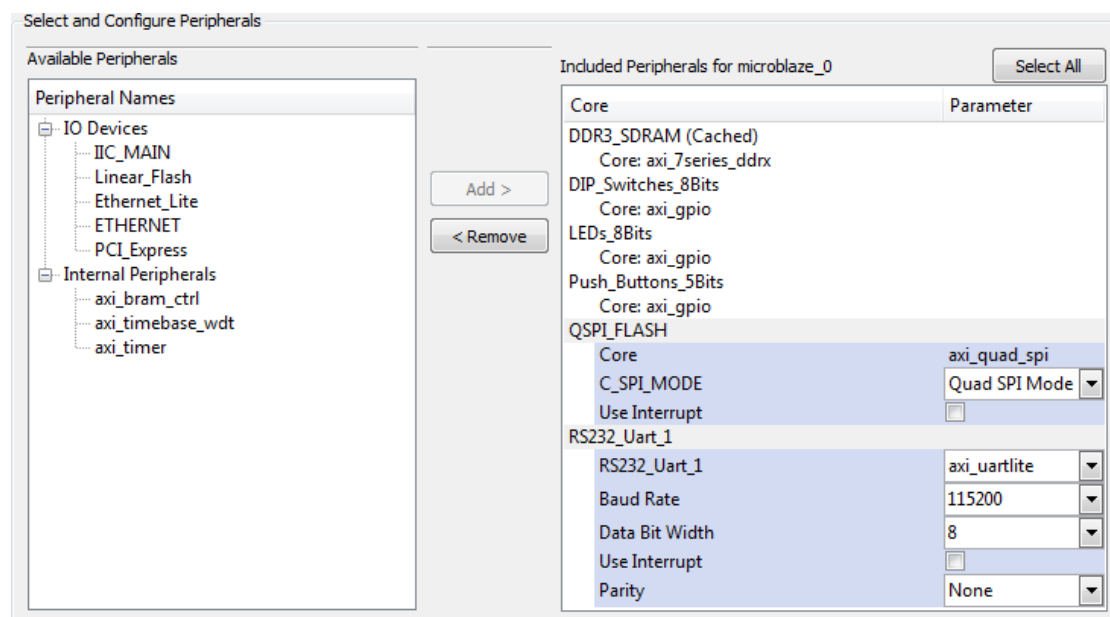 Select and Configure Peripherals
Available Peripherals
Peripheral Names
IO Devices
IIC_MAIN
Linear_Flash
Ethernet_Lite
ETHERNET
PCI_Express
Internal Peripherals
axi_bram_ctrl
axi_timebase_wdt
axi_timer
Add >
< Remove
Included Peripherals for microblaze_0
Select All
Core Parameter
DDR3_SDRAM (Cached)
Core: axi_7series_ddrx
DIP_Switches_8Bits
Core: axi_gpio
LEDs_8Bits
Core: axi_gpio
Push_Buttons_5Bits
Core: axi_gpio
QSPI_FLASH
Core axi_quad_spi
C_SPI_MODE Quad SPI Mode
Use Interrupt
RS232_Uart_1
RS232_Uart_1 axi_uartlite
Baud Rate 115200
Data Bit Width 8
Use Interrupt
Parity None